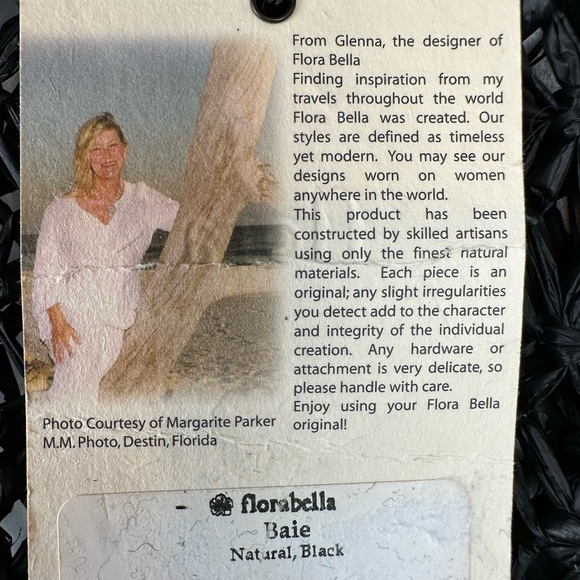 From Glenna, the designer of
Flora Bella
Finding inspiration from my
travels throughout the world
Flora Bella was created. Our
styles are defined as timeless
yet modern. You may see our
designs worn on women
anywhere in the world.
This product has been
constructed by skilled artisans
using only the finest natural
materials. Each piece is an
original; any slight irregularities
you detect add to the character
and integrity of the individual
creation. Any hardware or
attachment is very delicate, so
please handle with care.
Enjoy using your Flora Bella
original!
Photo Courtesy of Margarite Parker
M.M. Photo, Destin, Florida
florabella
Baie
Natural, Black